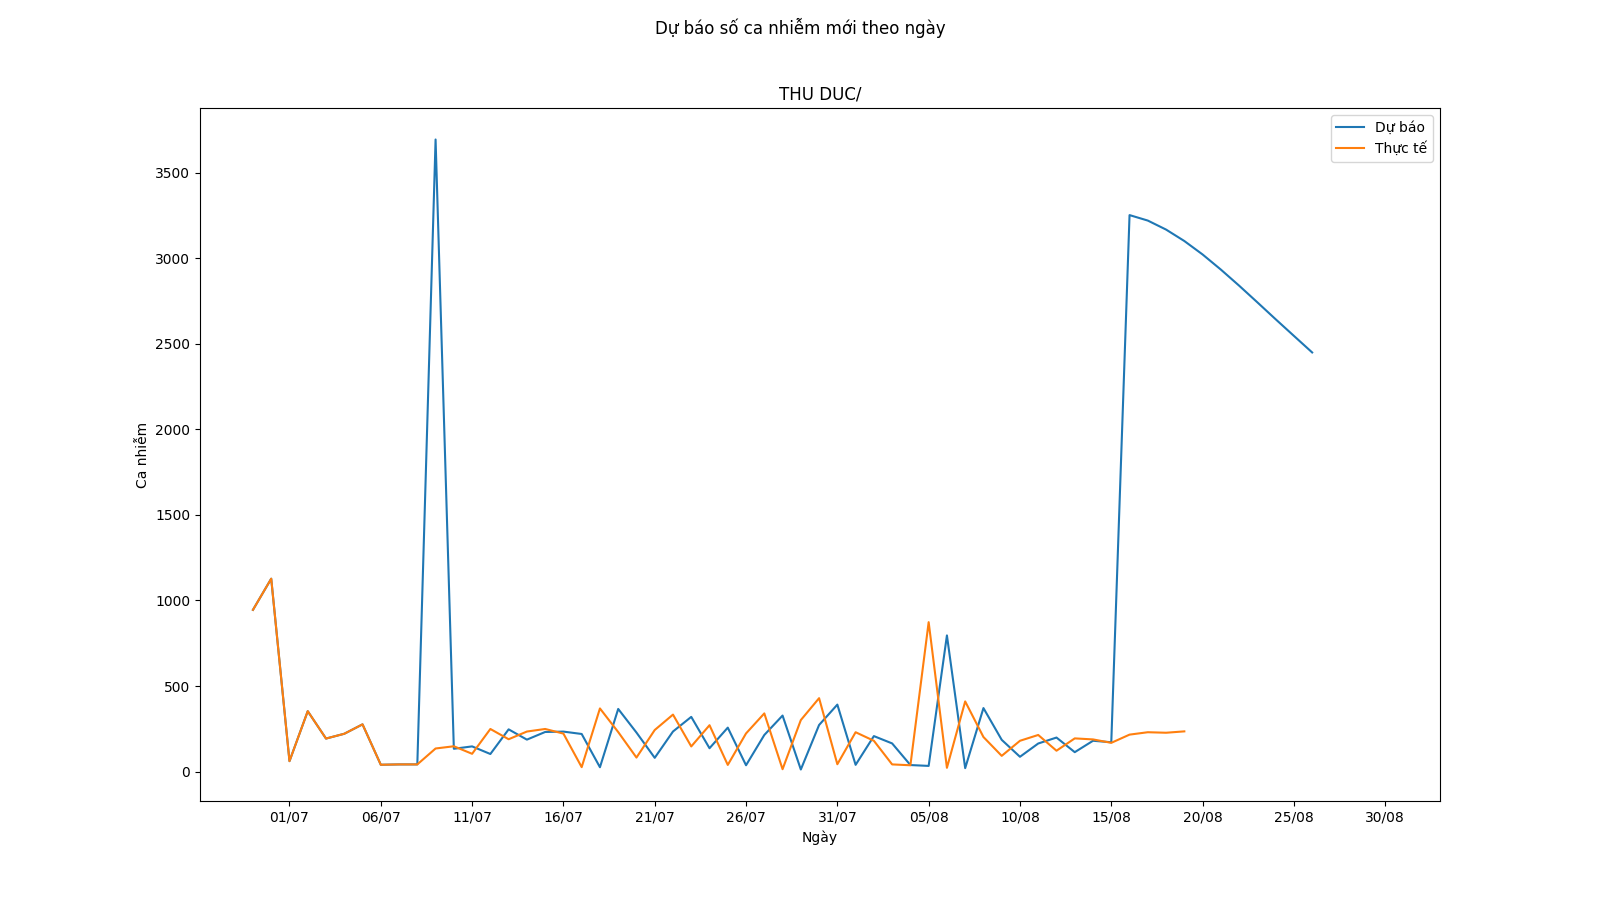 Dự báo số ca nhiễm mới theo ngày
THU DUC/
Dự báo
Thực tế
3500
3000
2500
2000
1500
1000
500
0
Ca nhiễm
01/07 06/07 11/07 16/07 21/07 26/07 31/07 05/08 10/08 15/08 20/08 25/08 30/08
Ngày